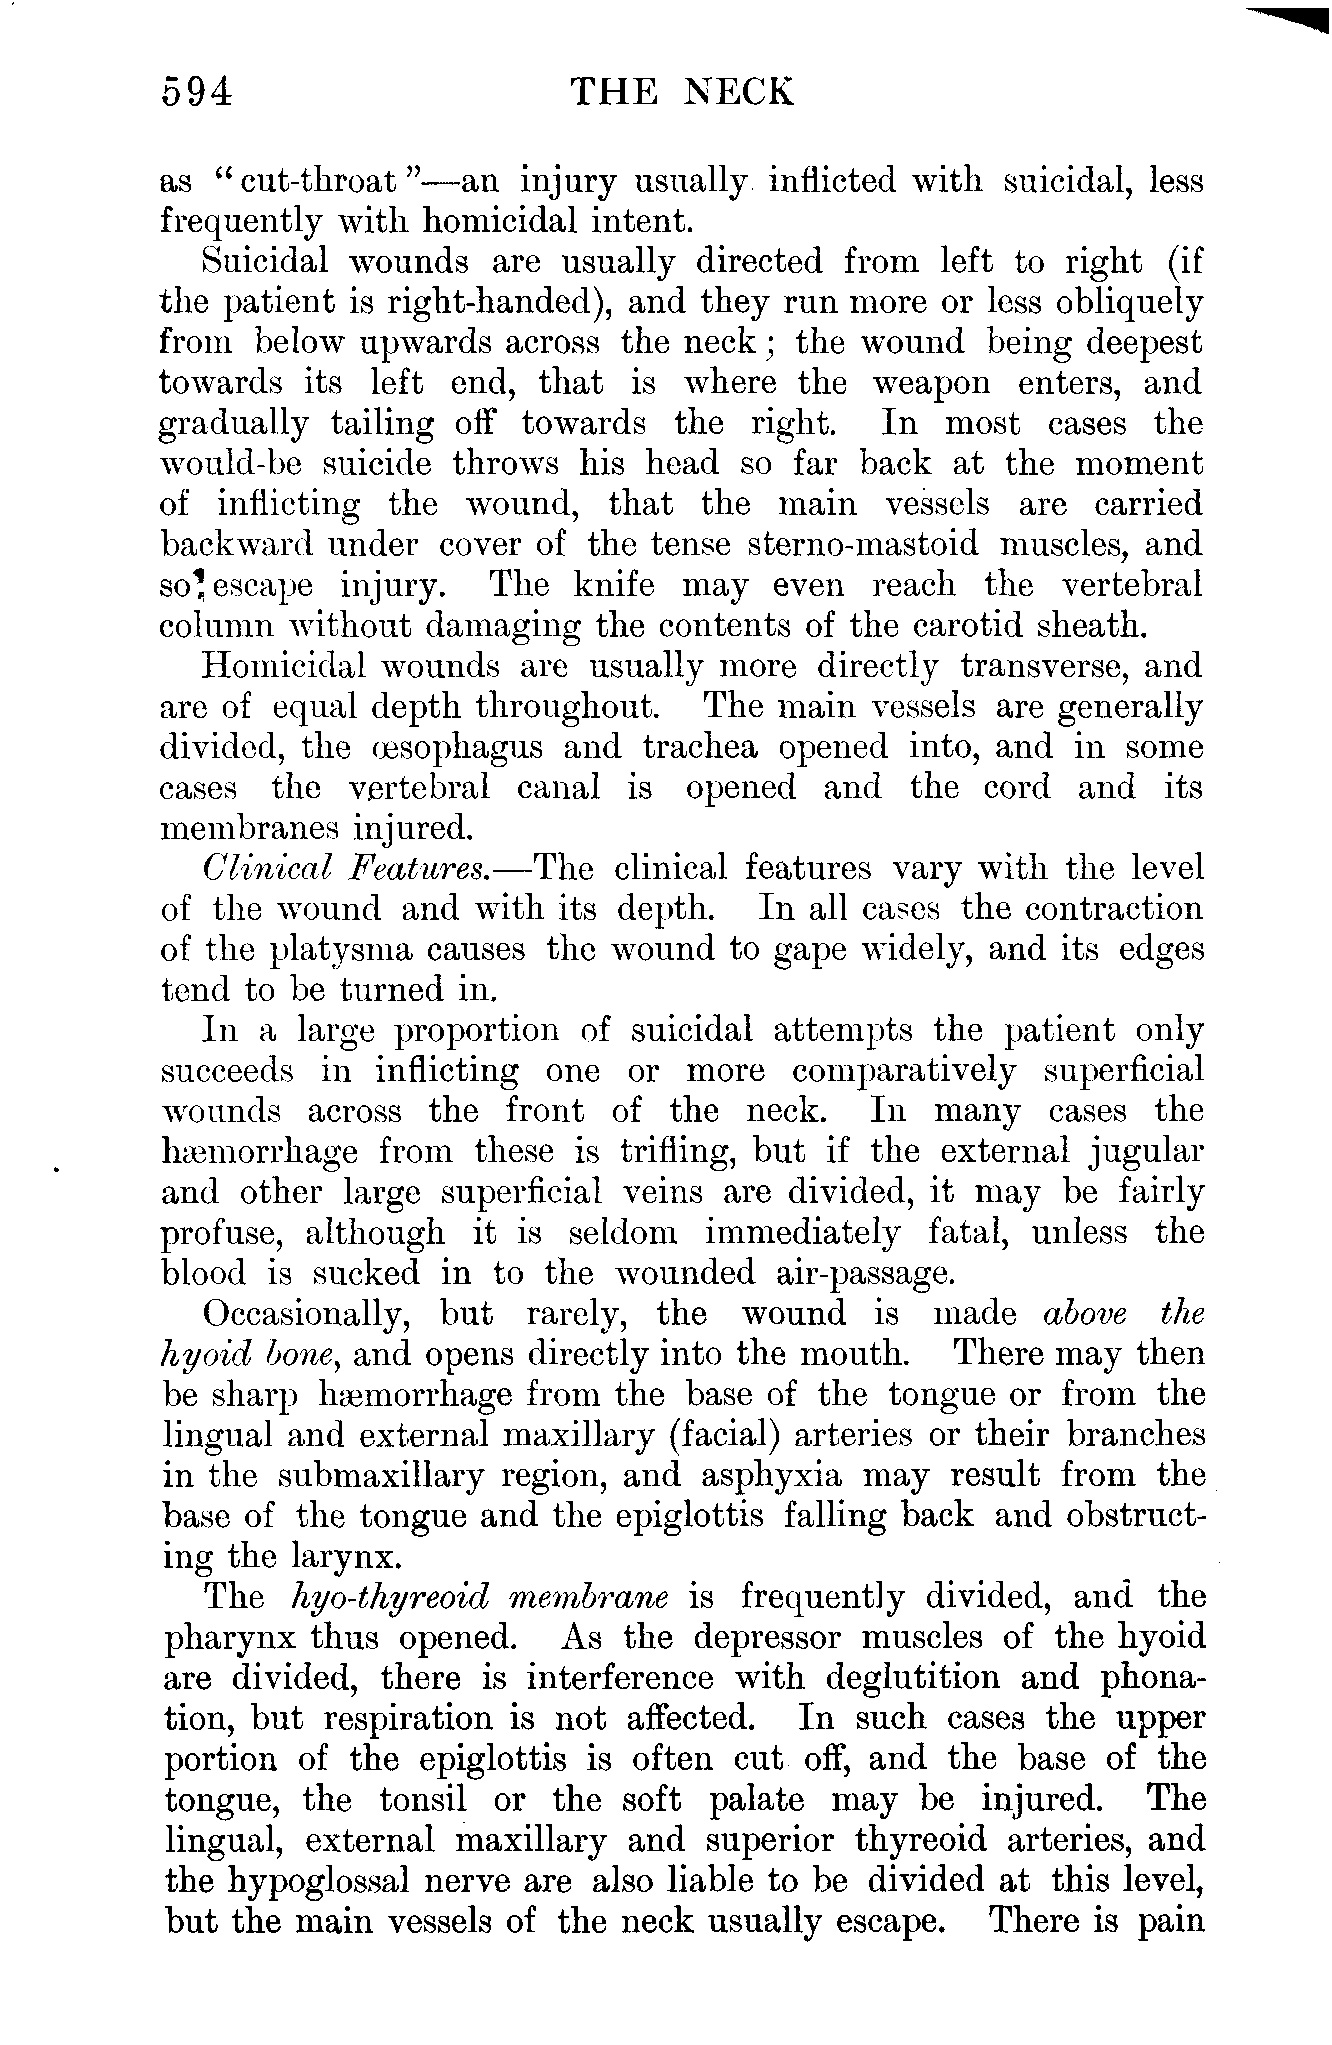 594 THE NECK
as “cut-throat”—an injury usually inflicted with suicidal, less
frequently with homicidal intent.
Suicidal wounds are usually directed from left to right (if
the patient is right-handed), and they run more or less obliquely
from below upwards across the neck; the wound being deepest
towards its left end, that is where the weapon enters, and
gradually tailing off towards the right. In most cases the
would-be suicide throws his head so far back at the moment
of inflicting the wound, that the main vessels are carried
backward under cover of the tense sterno-mastoid muscles, and
so escape injury. The knife may even reach the vertebral
column without damaging the contents of the carotid sheath.
Homicidal wounds are usually more directly transverse, and
are of equal depth throughout. The main vessels are generally
divided, the œsophagus and trachea opened into, and in some
cases the vertebral canal is opened and the cord and its
membranes injured.
Clinical Features.—The clinical features vary with the level
of the wound and with its depth. In all cases the contraction
of the platysma causes the wound to gape widely, and its edges
tend to be turned in.
In a large proportion of suicidal attempts the patient only
succeeds in inflicting one or more comparatively superficial
wounds across the front of the neck. In many cases the
hæmorrhage from these is trifling, but if the external jugular
and other large superficial veins are divided, it may be fairly
profuse, although it is seldom immediately fatal, unless the
blood is sucked in to the wounded air-passage.
Occasionally, but rarely, the wound is made above the
hyoid bone, and opens directly into the mouth. There may then
be sharp hæmorrhage from the base of the tongue or from the
lingual and external maxillary (facial) arteries or their branches
in the submaxillary region, and asphyxia may result from the
base of the tongue and the epiglottis falling back and obstruct-
ing the larynx.
The hyo-thyreoid membrane is frequently divided, and the
pharynx thus opened. As the depressor muscles of the hyoid
are divided, there is interference with deglutition and phona-
tion, but respiration is not affected. In such cases the upper
portion of the epiglottis is often cut off, and the base of the
tongue, the tonsil or the soft palate may be injured. The
lingual, external maxillary and superior thyreoid arteries, and
the hypoglossal nerve are also liable to be divided at this level,
but the main vessels of the neck usually escape. There is pain